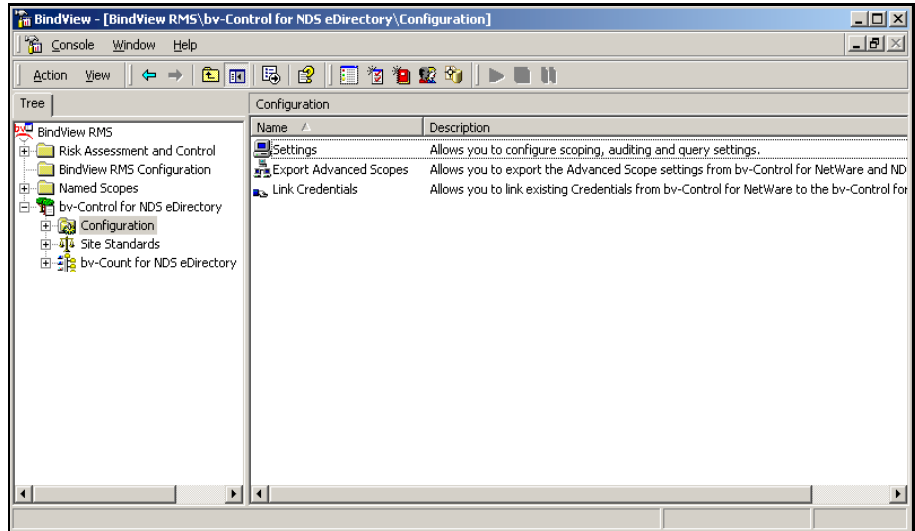 BindView - [BindView RMS\bv-Control for NDS eDirectory\Configuration]
Console Window Help
Action View
Tree
Configuration
Name
Description
BindView RMS
Risk Assessment and Control
BindView RMS Configuration
Named Scopes
bv-Control for NDS eDirectory
Configuration
Site Standards
bv-Count for NDS eDirectory
Settings Allows you to configure scoping, auditing and query settings.
Export Advanced Scopes Allows you to export the Advanced Scope settings from bv-Control for NetWare and ND
Link Credentials Allows you to link existing Credentials from bv-Control for NetWare to the bv-Control for